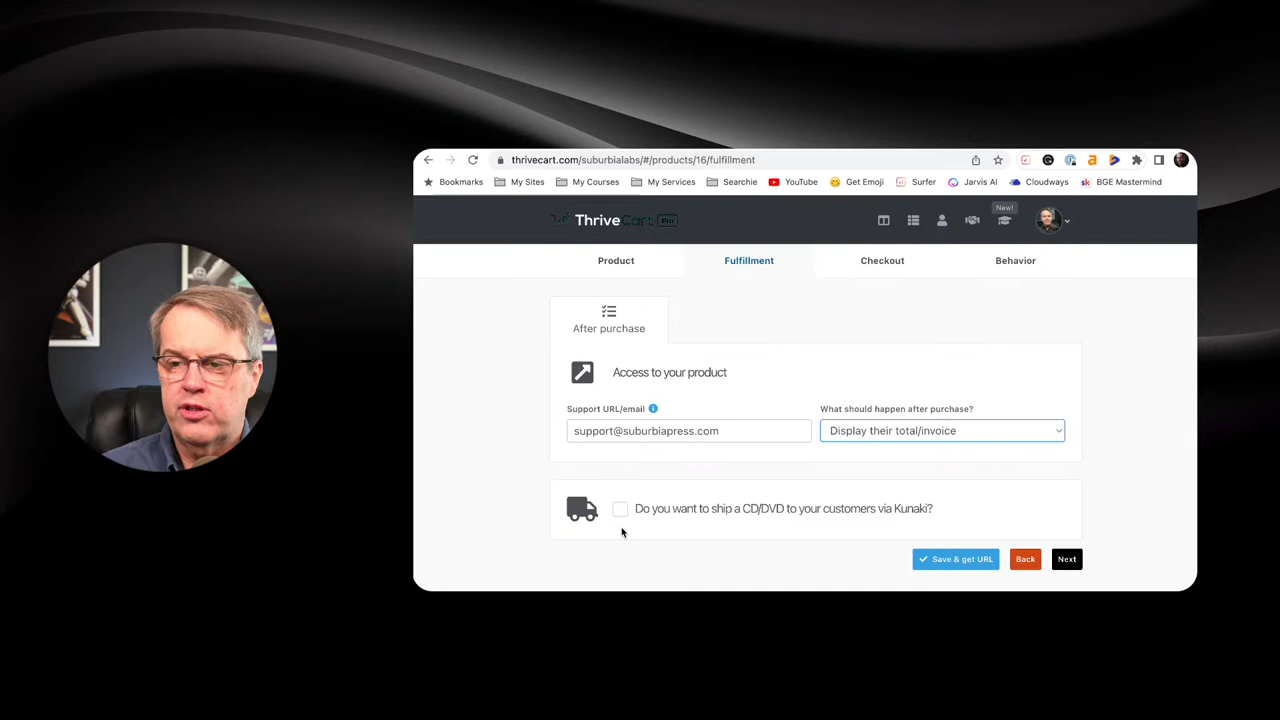 thrivecart.com/suburbialabs/#/products/16/fulfillment
Bookmarks My Sites My Courses My Services Searchie YouTube Get Emoji Surfer Jarvis AI Cloudways BGE Mastermind
ThriveCart Pro New!
Product Fulfillment Checkout Behavior
After purchase
Access to your product
Support URL/email What should happen after purchase?
support@suburbiapress.com Display their total/invoice
Do you want to ship a CD/DVD to your customers via Kunaki?
Save & get URL Back Next